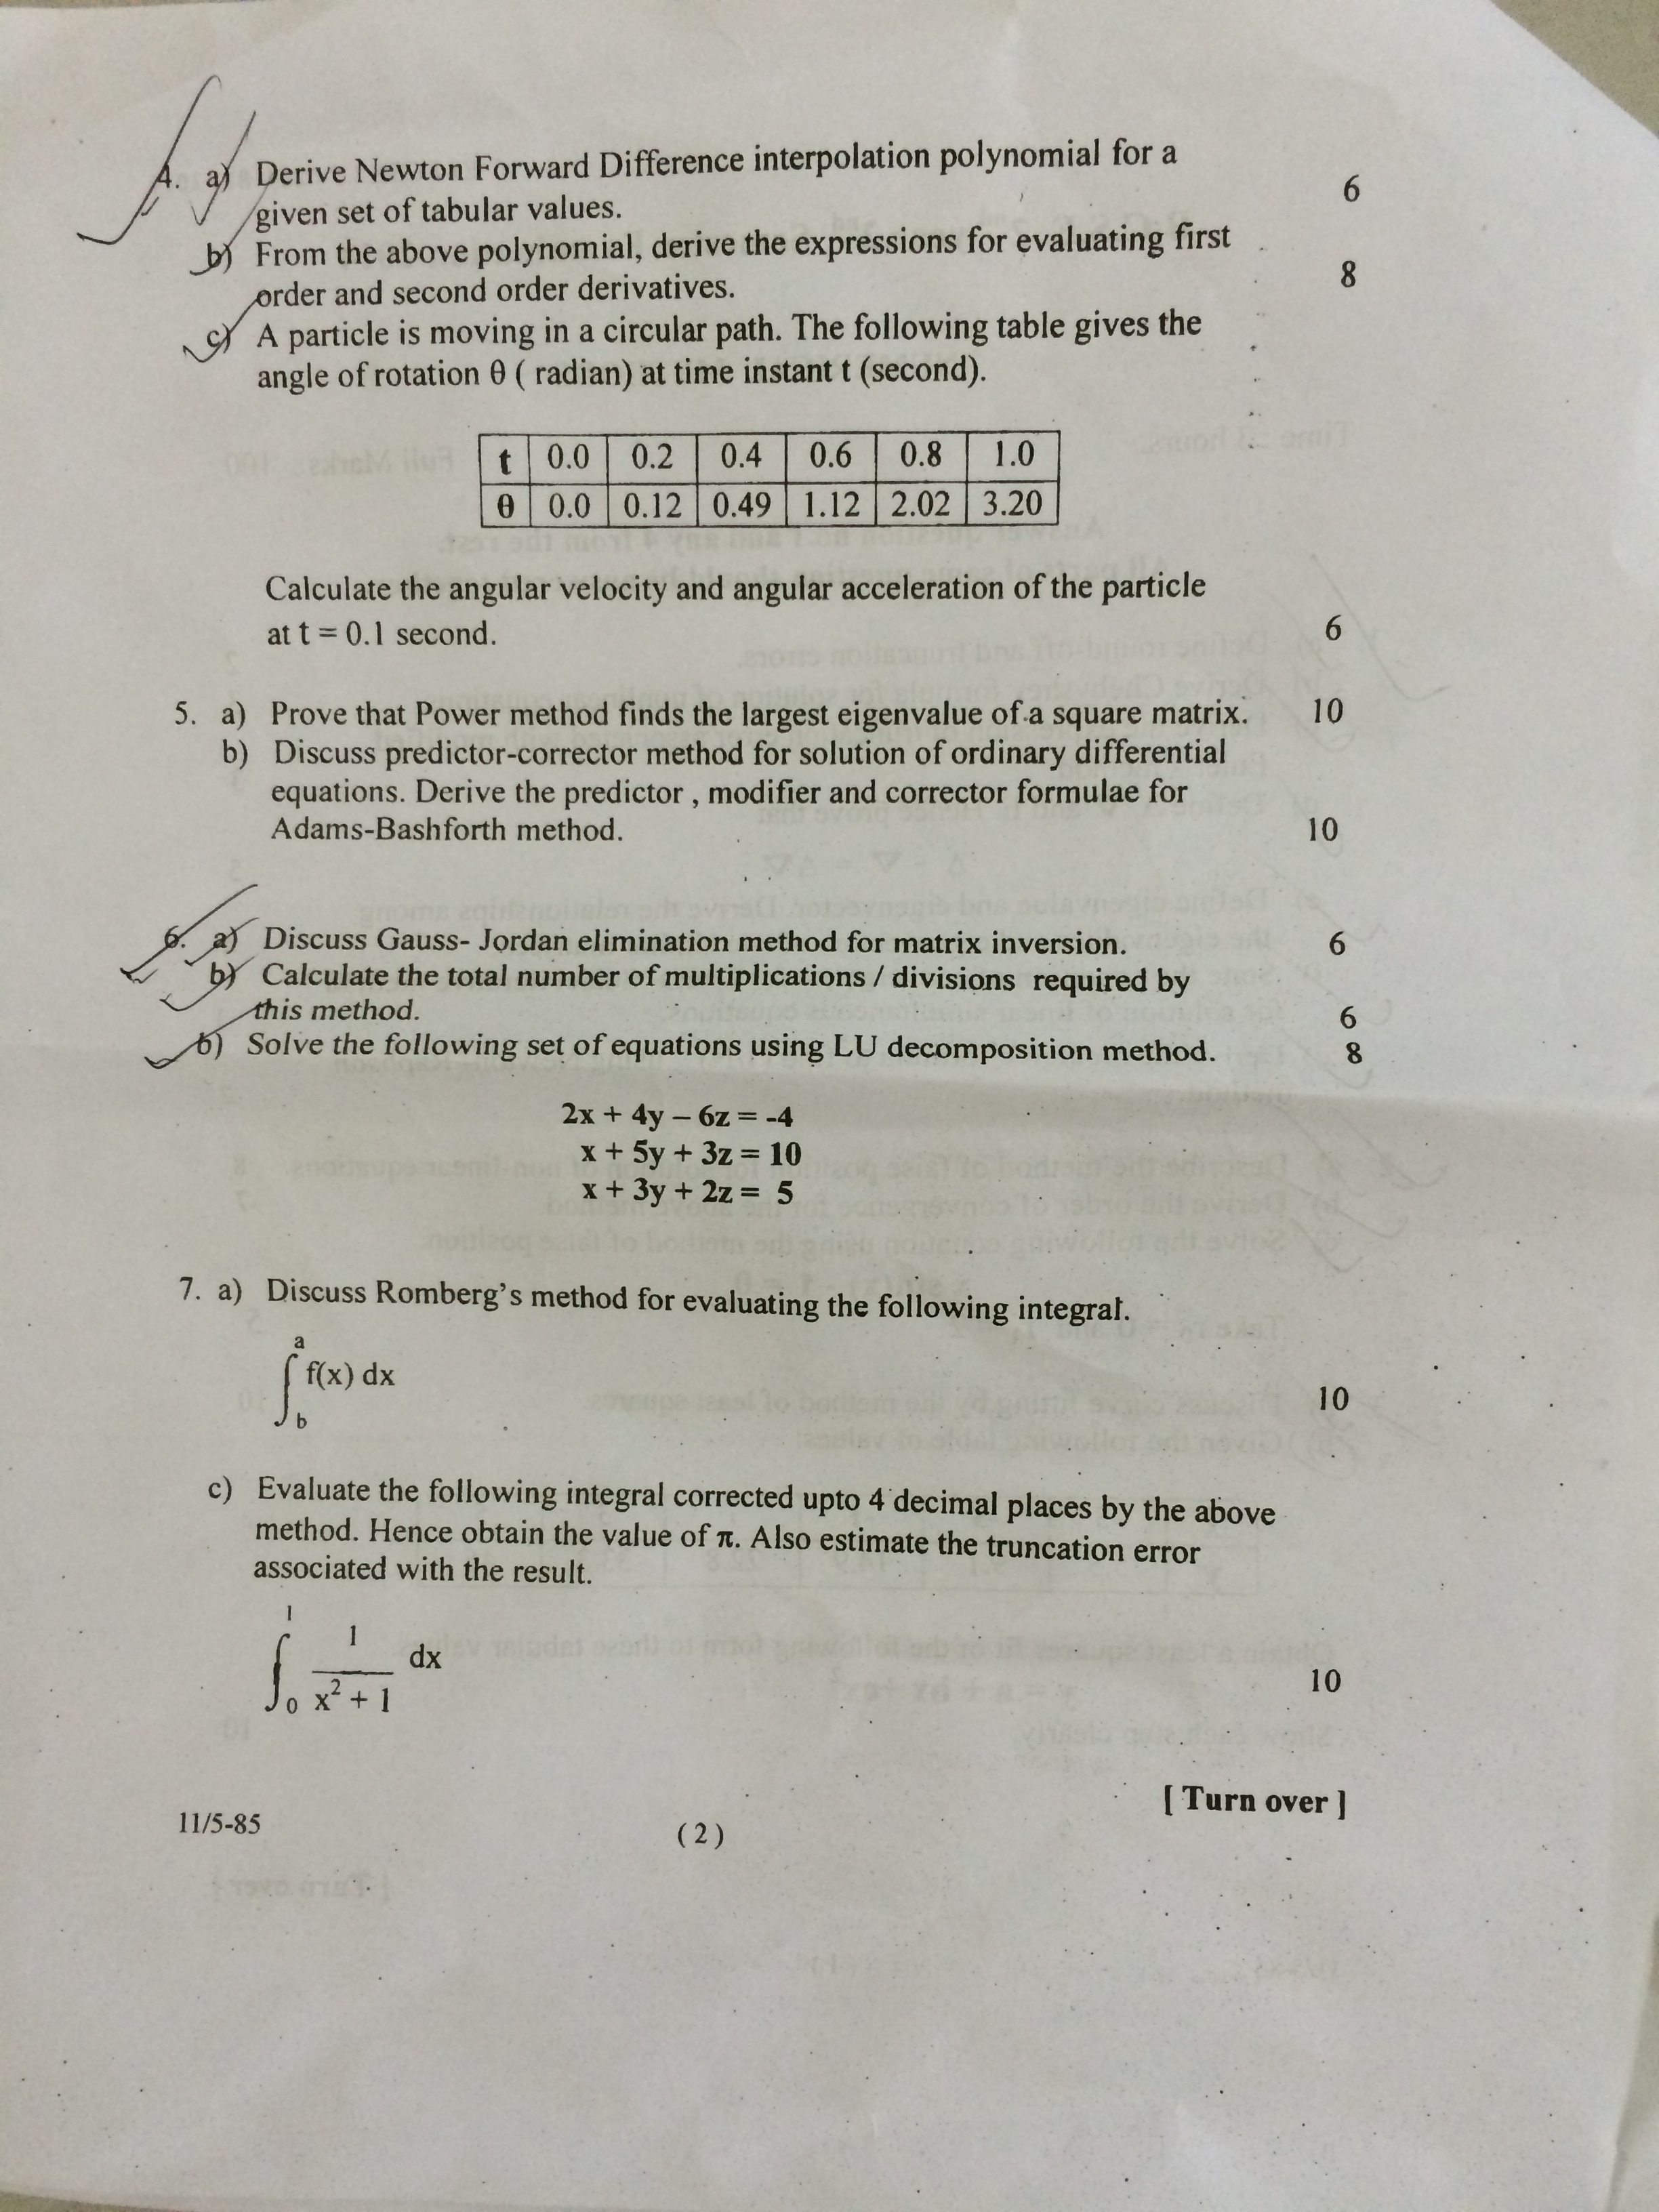 4. a) Derive Newton Forward Difference interpolation polynomial for a
given set of tabular values. 6
b) From the above polynomial, derive the expressions for evaluating first
order and second order derivatives. 8
c) A particle is moving in a circular path. The following table gives the
angle of rotation θ ( radian) at time instant t (second).
t 0.0 0.2 0.4 0.6 0.8 1.0
θ 0.0 0.12 0.49 1.12 2.02 3.20
Calculate the angular velocity and angular acceleration of the particle
at t = 0.1 second. 6
5. a) Prove that Power method finds the largest eigenvalue of a square matrix. 10
b) Discuss predictor-corrector method for solution of ordinary differential
equations. Derive the predictor , modifier and corrector formulae for
Adams-Bashforth method. 10
6. a) Discuss Gauss- Jordan elimination method for matrix inversion. 6
b) Calculate the total number of multiplications / divisions required by
this method. 6
b) Solve the following set of equations using LU decomposition method. 8
2x + 4y – 6z = -4
x + 5y + 3z = 10
x + 3y + 2z = 5
7. a) Discuss Romberg's method for evaluating the following integral.
a
∫ f(x) dx 10
b
c) Evaluate the following integral corrected upto 4 decimal places by the above
method. Hence obtain the value of π. Also estimate the truncation error
associated with the result.
1
∫ 1 dx
0 x² + 1 10
[ Turn over ]
11/5-85 ( 2 )